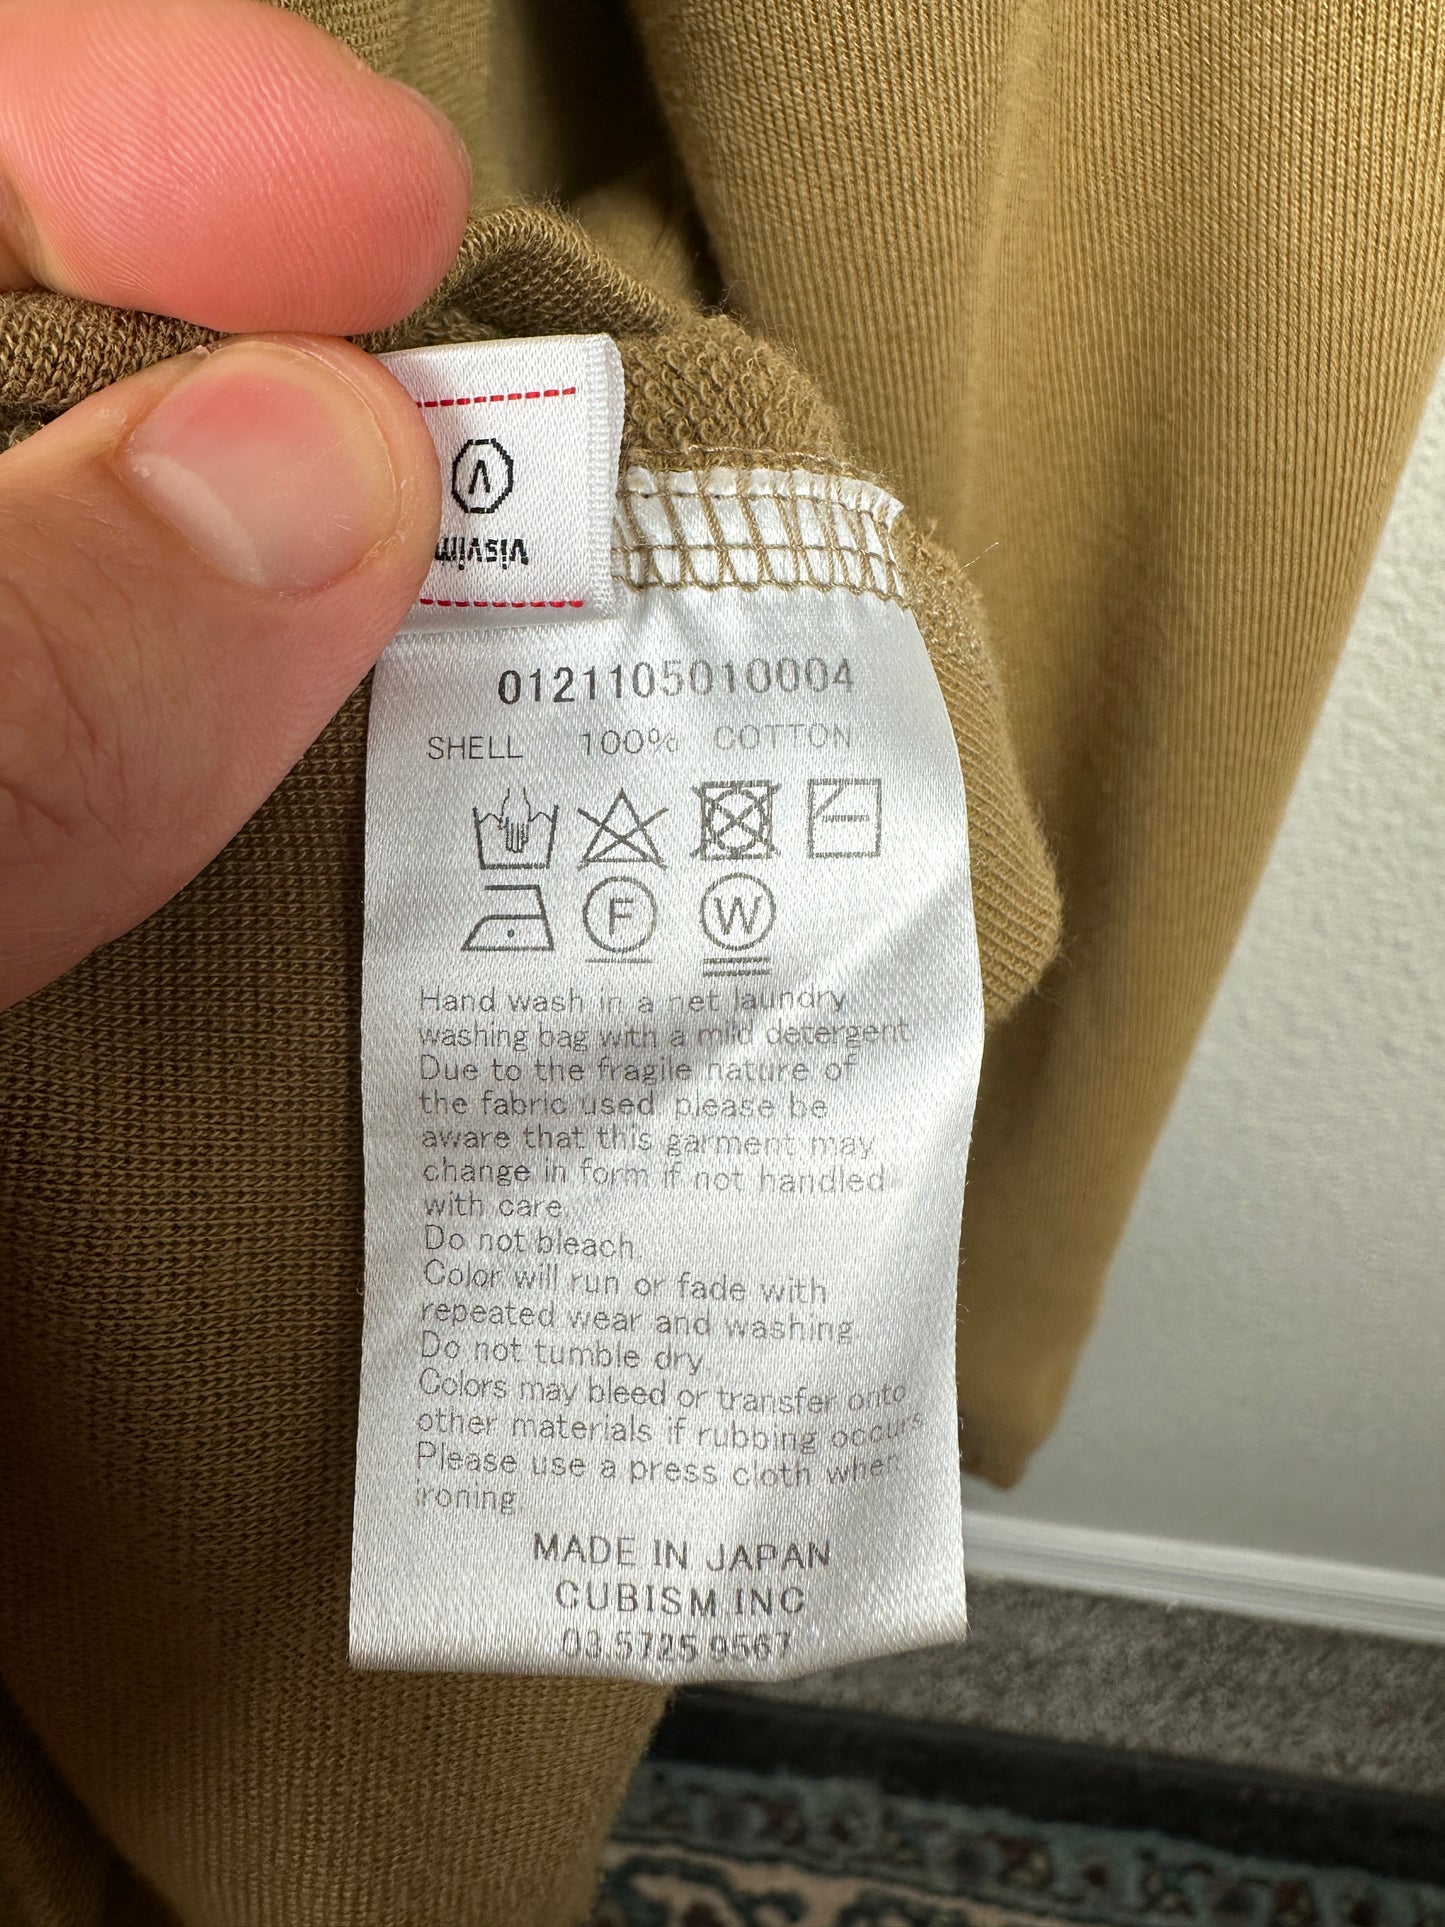 visvim
0121105010004
SHELL 100% COTTON
F W
Hand wash in a net laundry
washing bag with a mild detergent
Due to the fragile nature of
the fabric used please be
aware that this garment may
change in form if not handled
with care.
Do not bleach.
Color will run or fade with
repeated wear and washing.
Do not tumble dry.
Colors may bleed or transfer onto
other materials if rubbing occurs.
Please use a press cloth when
ironing.
MADE IN JAPAN
CUBISM INC
03 5725 9567